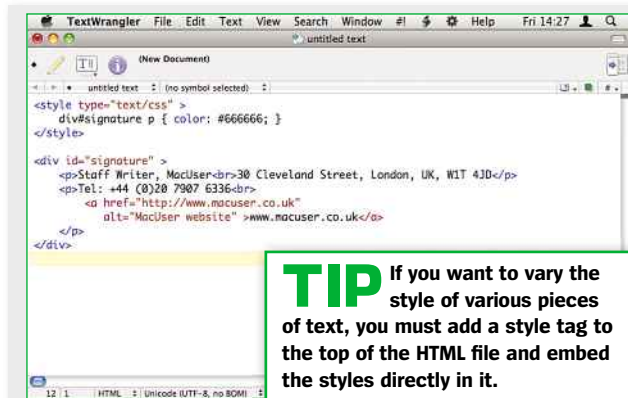 TextWrangler File Edit Text View Search Window #! Help Fri 14:27
untitled text
(New Document)
untitled text (no symbol selected)
<style type="text/css" >
div#signature p { color: #666666; }
</style>
<div id="signature" >
<p>Staff Writer, MacUser<br>30 Cleveland Street, London, UK, W1T 4JD</p>
<p>Tel: +44 (0)20 7907 6336<br>
<a href="http://www.macuser.co.uk"
alt="MacUser website" >www.macuser.co.uk</a>
</p>
</div>
TIP If you want to vary the
style of various pieces
of text, you must add a style tag to
the top of the HTML file and embed
the styles directly in it.
12 1 HTML Unicode (UTF-8, no BOM)